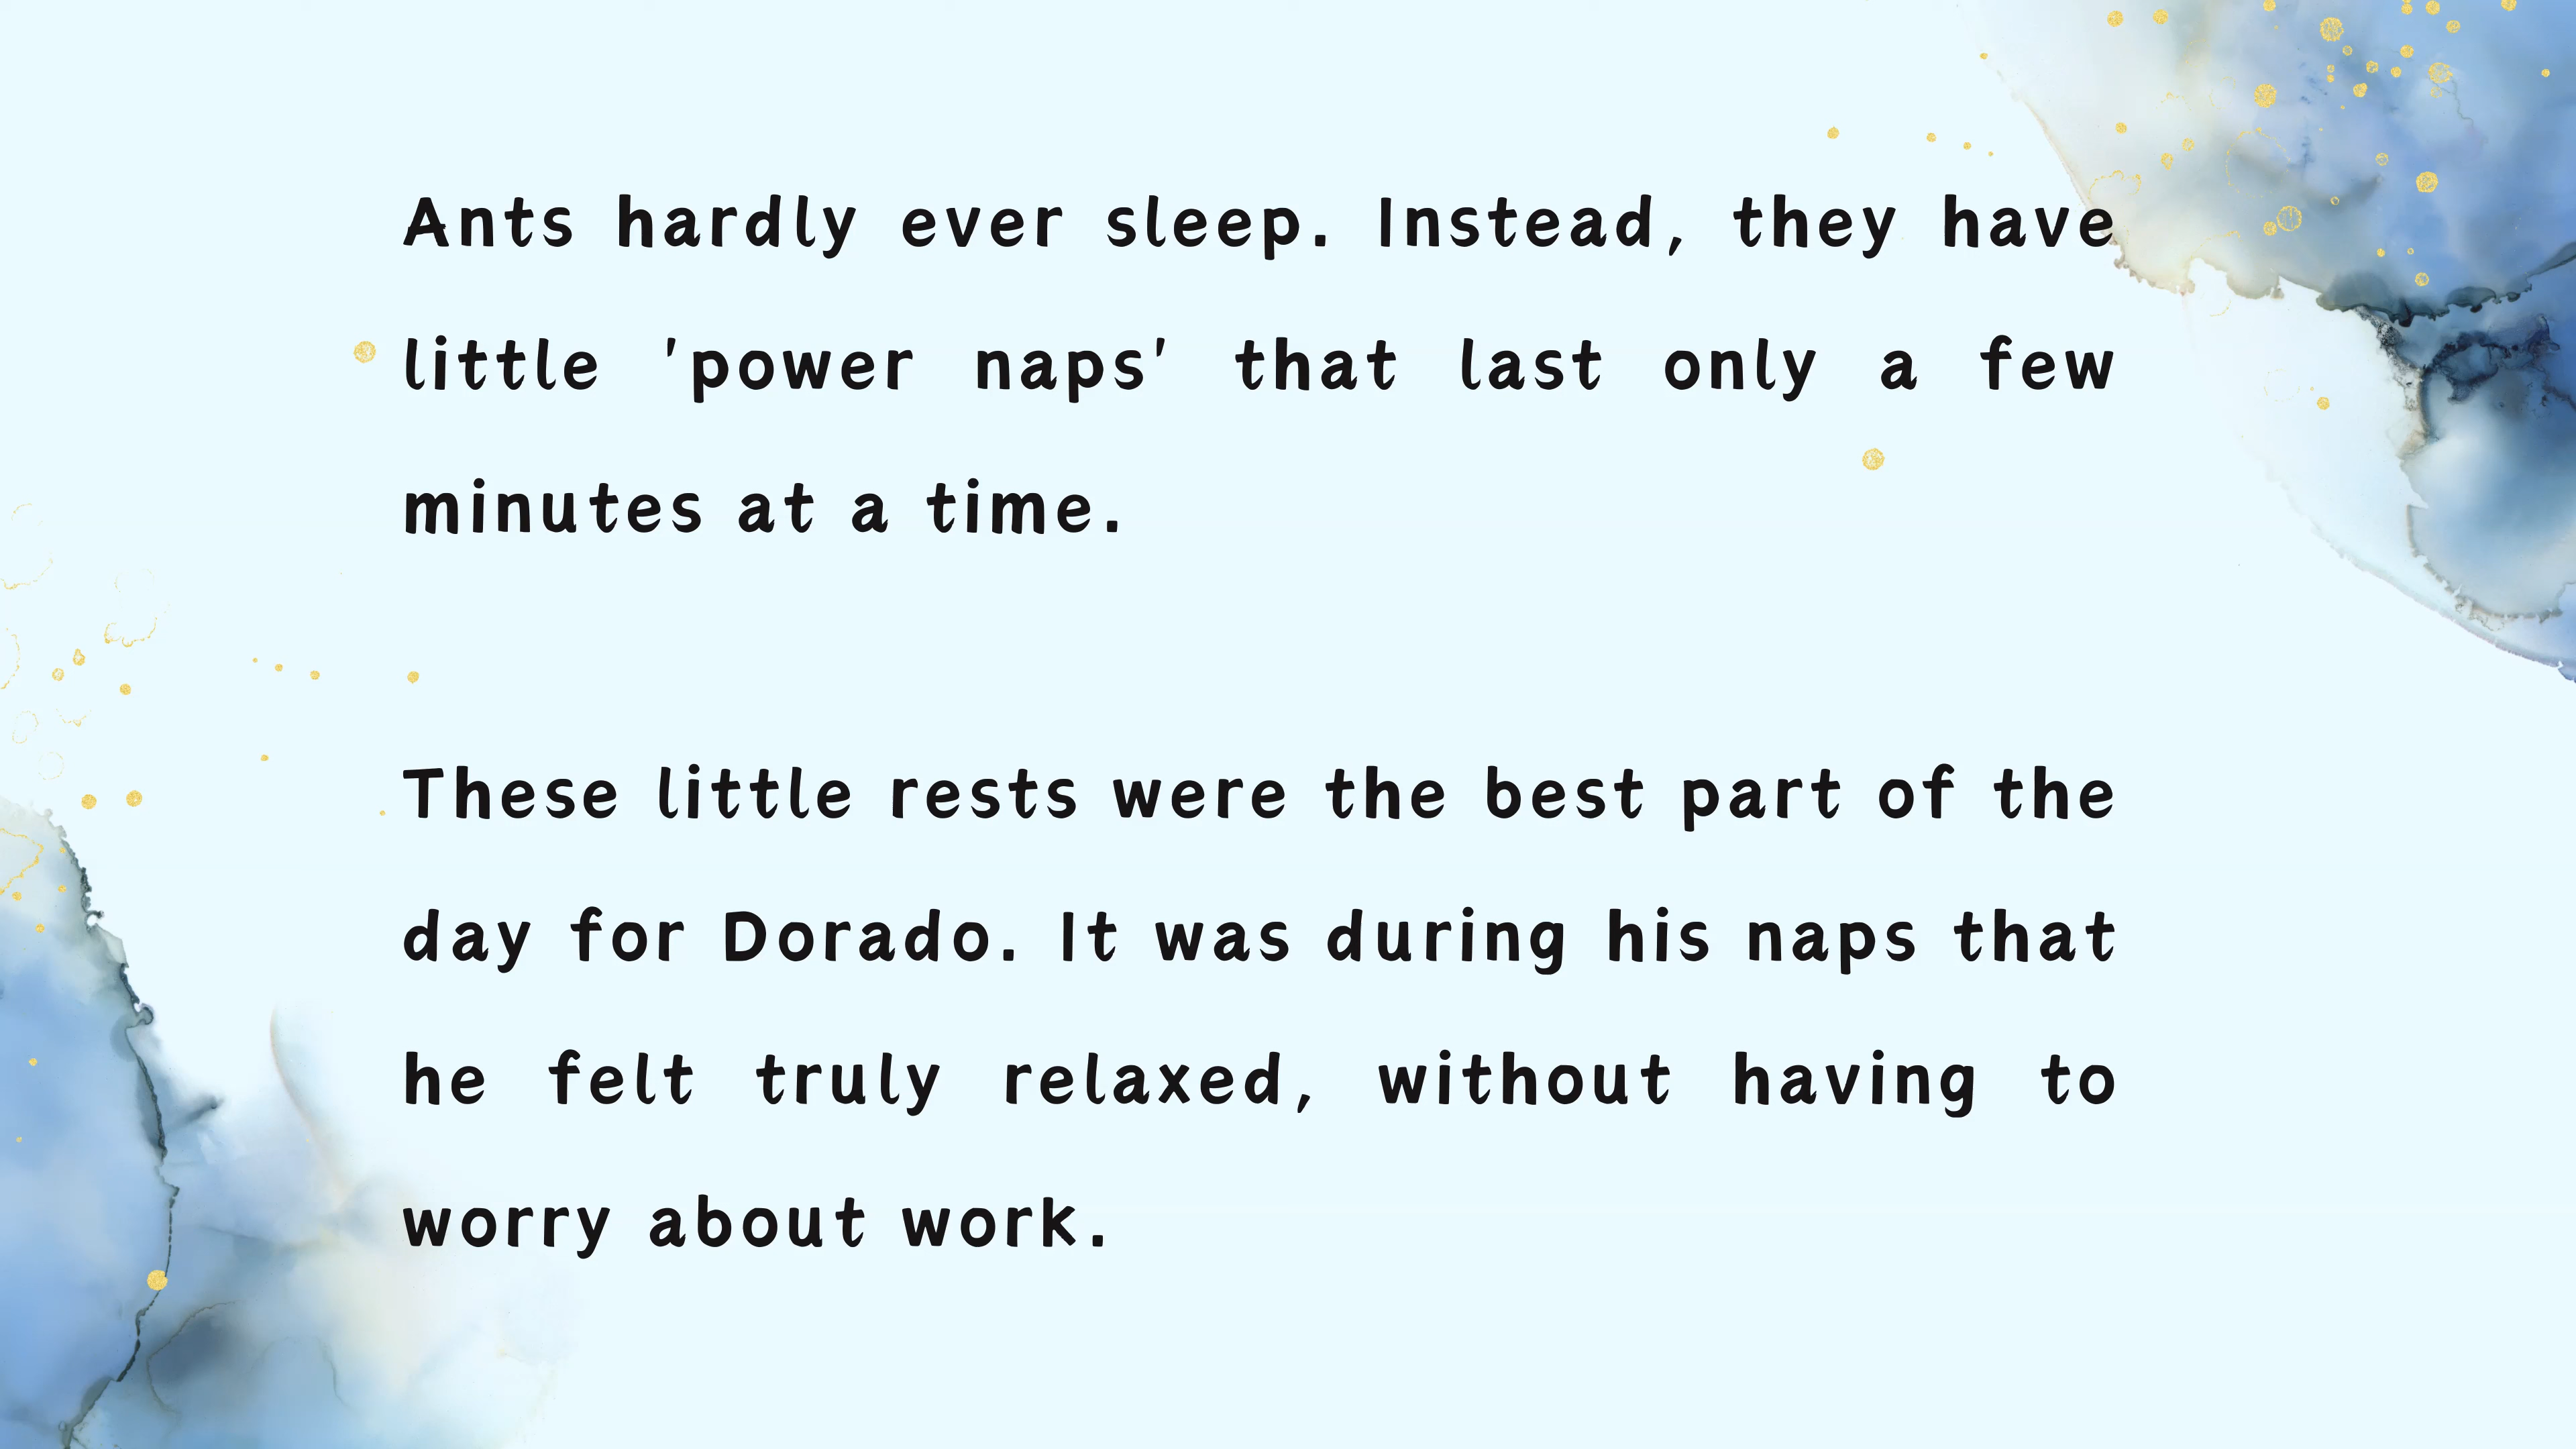 Ants hardly ever sleep. Instead, they have
little 'power naps' that last only a few
minutes at a time.
These little rests were the best part of the
day for Dorado. It was during his naps that
he felt truly relaxed, without having to
worry about work.